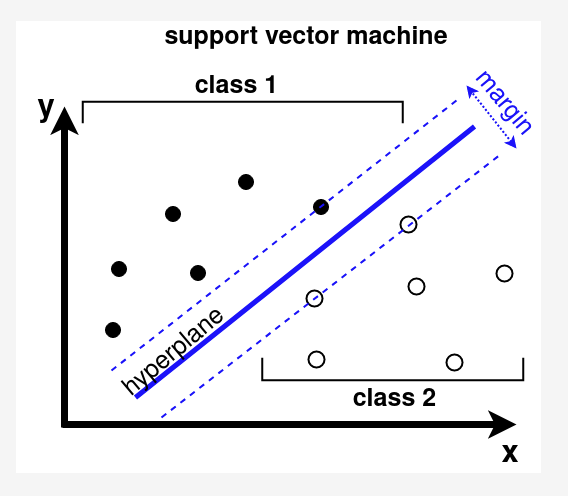 support vector machine
class 1
margin
y
hyperplane
class 2
x